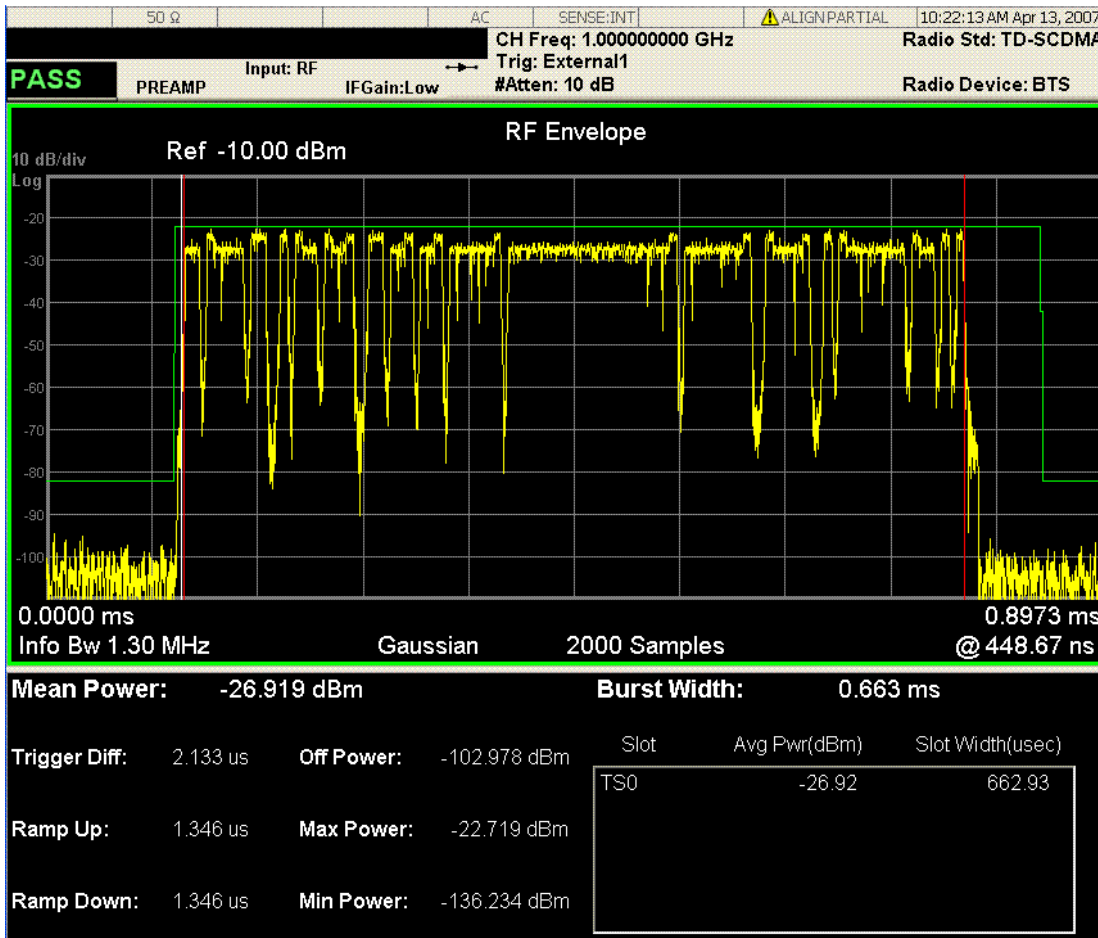 50 Ω AC SENSE:INT ALIGN PARTIAL 10:22:13 AM Apr 13, 2007
CH Freq: 1.000000000 GHz Radio Std: TD-SCDMA
Input: RF Trig: External1
PASS PREAMP IFGain:Low #Atten: 10 dB Radio Device: BTS
RF Envelope
10 dB/div Ref -10.00 dBm
Log
-20
-30
-40
-50
-60
-70
-80
-90
-100
0.0000 ms 0.8973 ms
Info Bw 1.30 MHz Gaussian 2000 Samples @ 448.67 ns
Mean Power: -26.919 dBm Burst Width: 0.663 ms
Slot Avg Pwr(dBm) Slot Width(usec)
Trigger Diff: 2.133 us Off Power: -102.978 dBm
TS0 -26.92 662.93
Ramp Up: 1.346 us Max Power: -22.719 dBm
Ramp Down: 1.346 us Min Power: -136.234 dBm